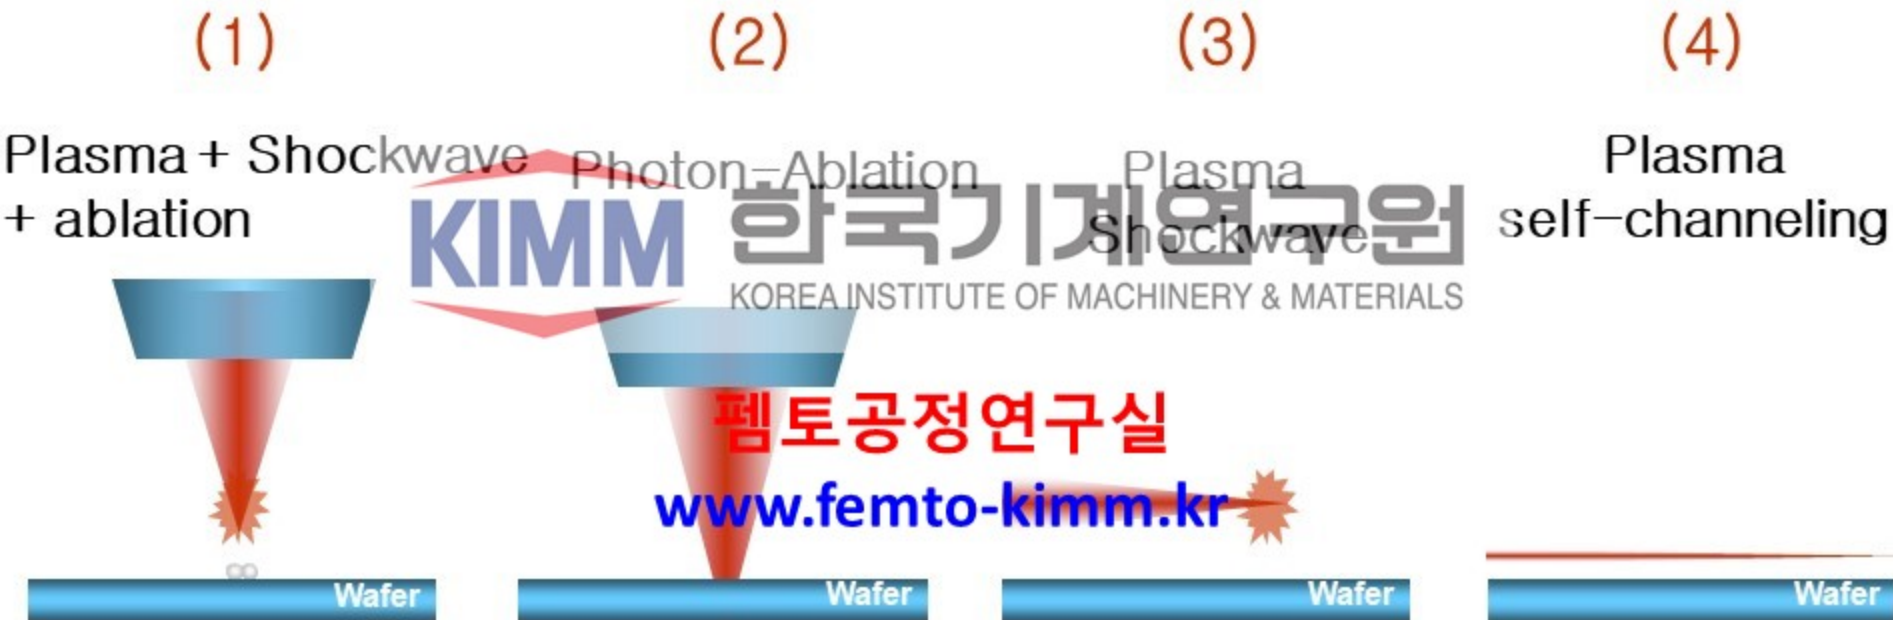 (1)
(2)
(3)
(4)
Plasma + Shockwave
+ ablation
Photon-Ablation
Plasma
Shockwave
Plasma
self-channeling
KIMM
한국기계연구원
KOREA INSTITUTE OF MACHINERY & MATERIALS
펨토공정연구실
www.femto-kimm.kr
Wafer
Wafer
Wafer
Wafer